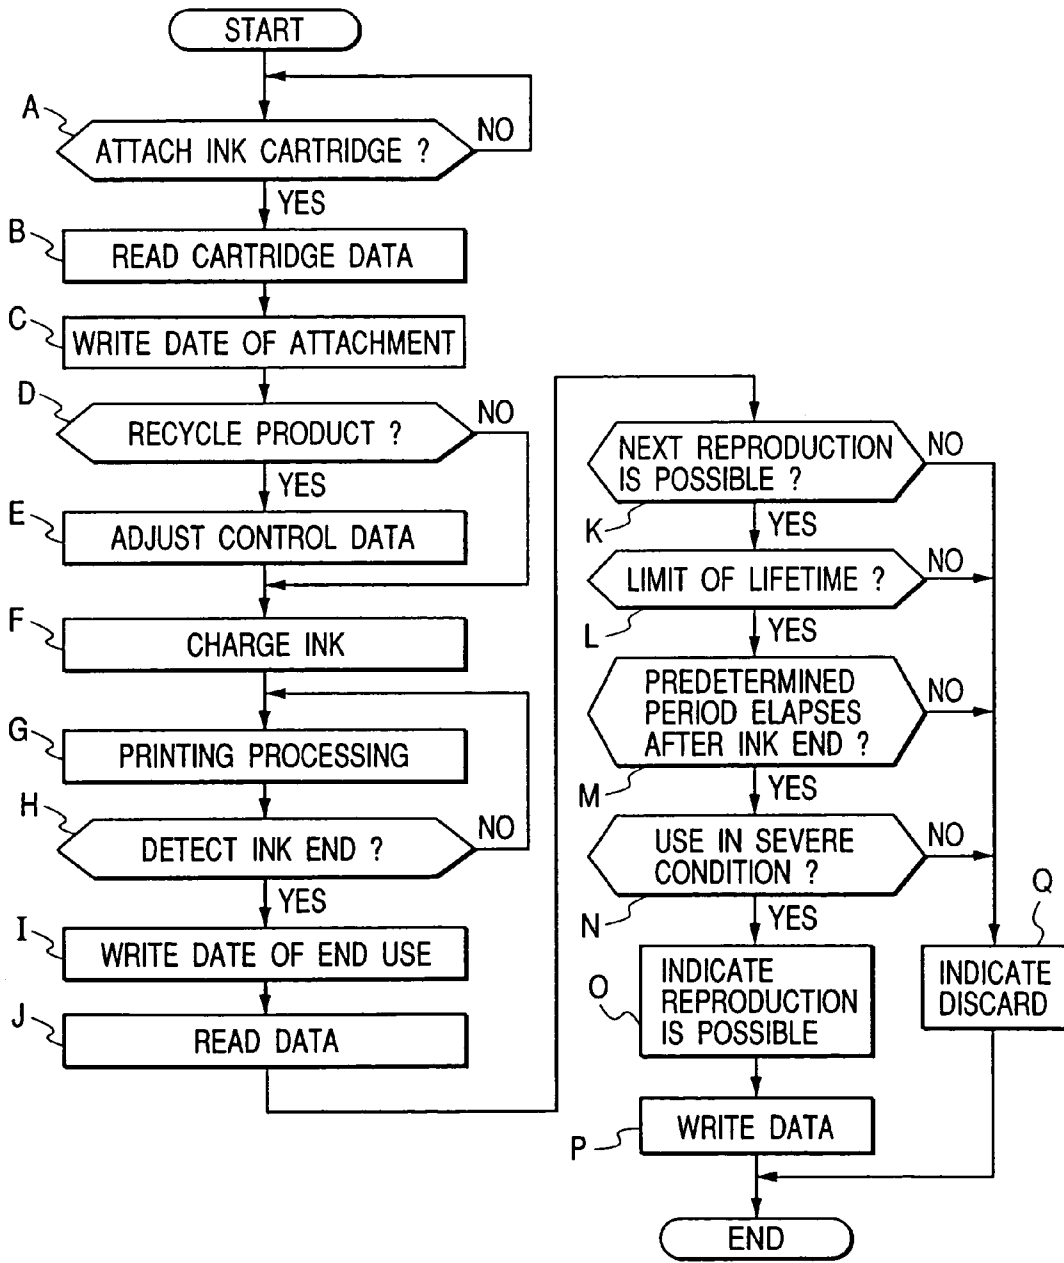 START
A
ATTACH INK CARTRIDGE ?
NO
YES
B
READ CARTRIDGE DATA
C
WRITE DATE OF ATTACHMENT
D
RECYCLE PRODUCT ?
NO
YES
E
ADJUST CONTROL DATA
F
CHARGE INK
G
PRINTING PROCESSING
H
DETECT INK END ?
NO
YES
I
WRITE DATE OF END USE
J
READ DATA
NEXT REPRODUCTION
IS POSSIBLE ?
NO
K
YES
LIMIT OF LIFETIME ?
NO
L
YES
PREDETERMINED
PERIOD ELAPSES
AFTER INK END ?
NO
M
YES
USE IN SEVERE
CONDITION ?
NO
N
YES
O
INDICATE
REPRODUCTION
IS POSSIBLE
Q
INDICATE
DISCARD
P
WRITE DATA
END